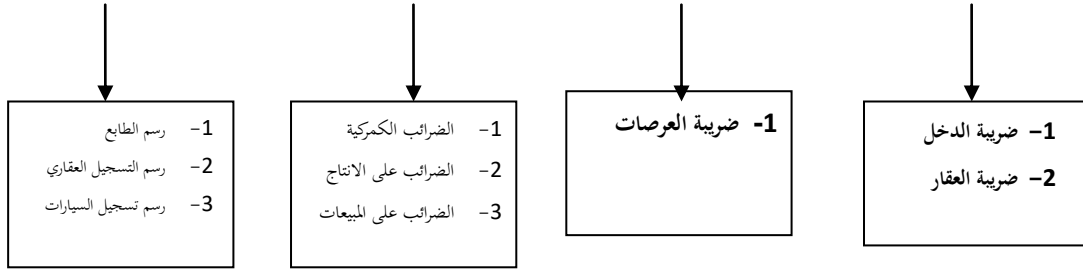 1- ضريبة الدخل
2- ضريبة العقار
1- ضريبة العرصات
1- الضرائب الكمركية
2- الضرائب على الانتاج
3- الضرائب على المبيعات
1- رسم الطابع
2- رسم التسجيل العقاري
3- رسم تسجيل السيارات